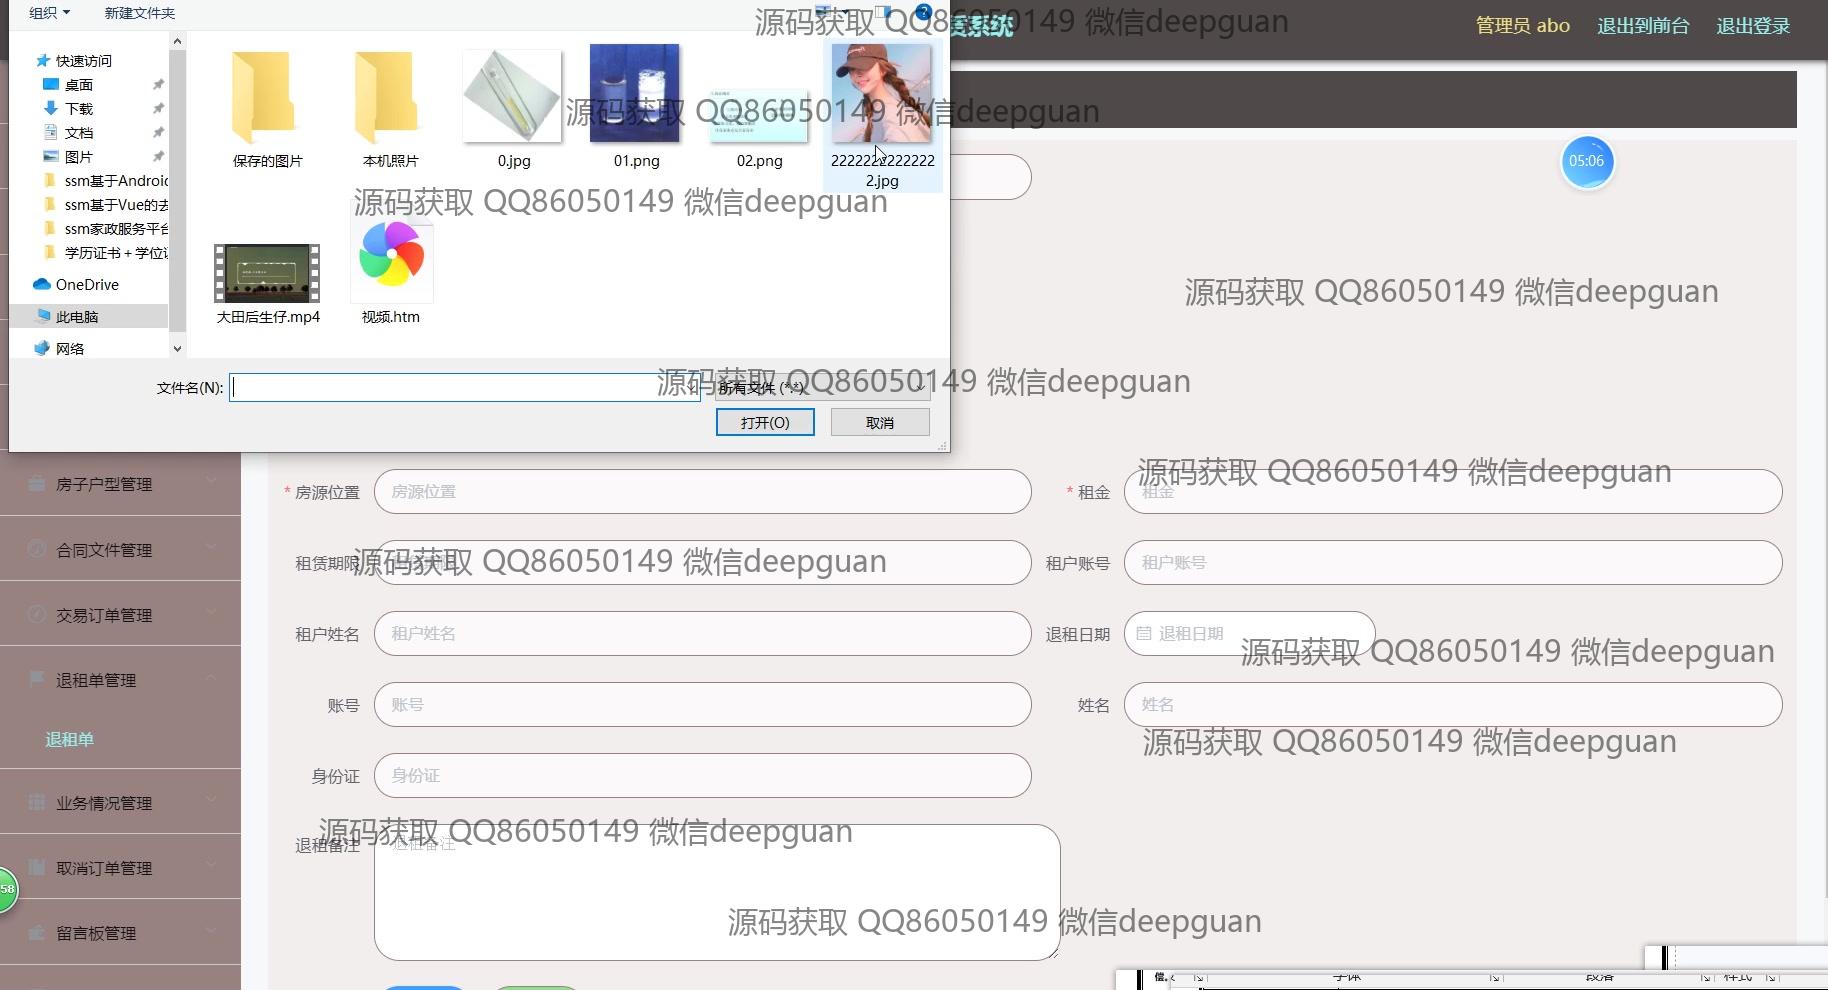 组织 新建文件夹
源码获取 QQ86050149 微信deepguan
系统
管理员 abo 退出到前台 退出登录
快速访问
桌面
下载
文档
图片
ssm基于Android
ssm基于Vue的去
ssm家政服务平台
学历证书+学位
OneDrive
此电脑
网络
保存的图片
本机照片
0.jpg
01.png
02.png
2222222222222
2.jpg
源码获取 QQ86050149 微信deepguan
05:06
源码获取 QQ86050149 微信deepguan
大田后生仔.mp4
视频.htm
源码获取 QQ86050149 微信deepguan
文件名(N):
所有文件 (*.*)
源码获取 QQ86050149 微信deepguan
打开(O) 取消
源码获取 QQ86050149 微信deepguan
房子户型管理
* 房源位置 房源位置
* 租金 租金
合同文件管理
租赁期限
源码获取 QQ86050149 微信deepguan
租户账号 租户账号
交易订单管理
租户姓名 租户姓名
退租日期 退租日期
源码获取 QQ86050149 微信deepguan
退租单管理
账号 账号
姓名 姓名
退租单
源码获取 QQ86050149 微信deepguan
身份证 身份证
业务情况管理
源码获取 QQ86050149 微信deepguan
退租备注 退租备注
取消订单管理
58
源码获取 QQ86050149 微信deepguan
留言板管理
字体 段落 样式